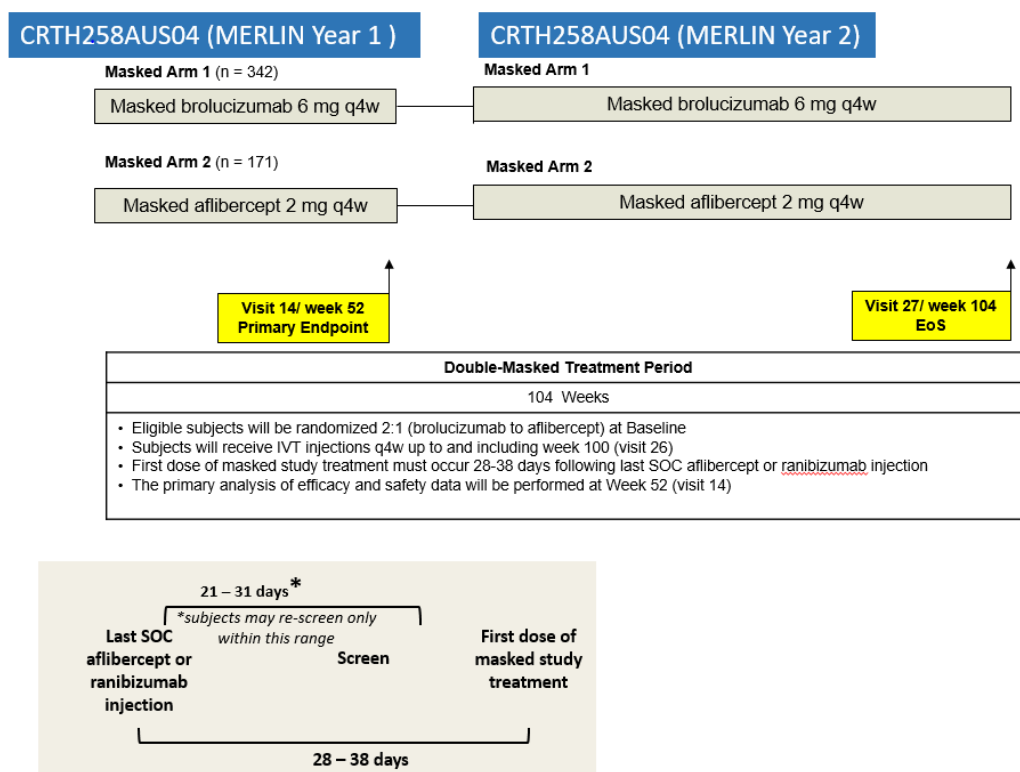 CRTH258AUS04 (MERLIN Year 1 )
CRTH258AUS04 (MERLIN Year 2)
Masked Arm 1 (n = 342)
Masked Arm 1
Masked brolucizumab 6 mg q4w
Masked brolucizumab 6 mg q4w
Masked Arm 2 (n = 171)
Masked Arm 2
Masked aflibercept 2 mg q4w
Masked aflibercept 2 mg q4w
Visit 14/ week 52
Primary Endpoint
Visit 27/ week 104
EoS
Double-Masked Treatment Period
104 Weeks
• Eligible subjects will be randomized 2:1 (brolucizumab to aflibercept) at Baseline
• Subjects will receive IVT injections q4w up to and including week 100 (visit 26)
• First dose of masked study treatment must occur 28-38 days following last SOC aflibercept or ranibizumab injection
• The primary analysis of efficacy and safety data will be performed at Week 52 (visit 14)
21 – 31 days*
*subjects may re-screen only
within this range
Last SOC
aflibercept or
ranibizumab
injection
Screen
First dose of
masked study
treatment
28 – 38 days